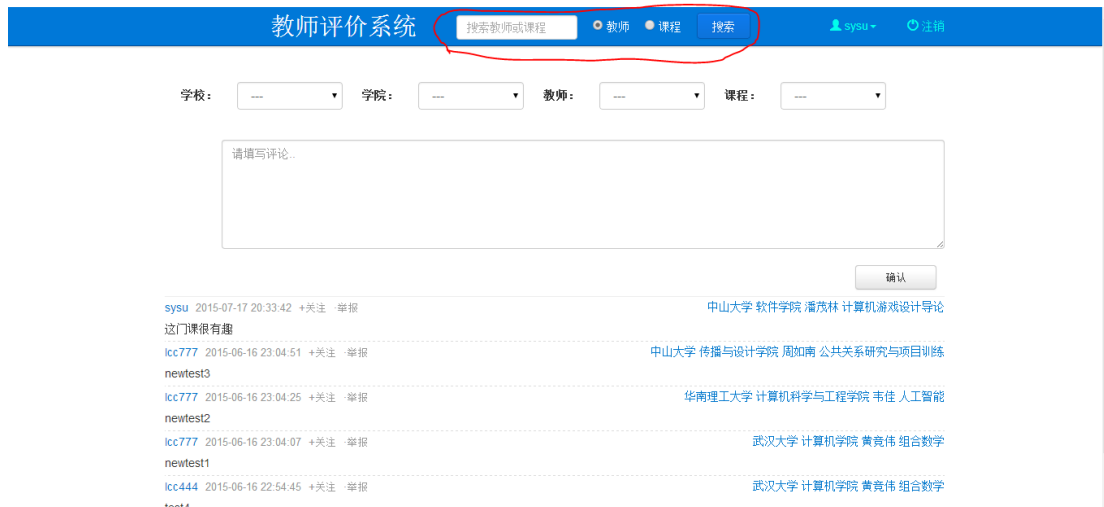 教师评价系统 搜索教师或课程 教师 课程 搜索 sysu 注销
学校： --- 学院： --- 教师： --- 课程： ---
请填写评论..
确认
sysu 2015-07-17 20:33:42 +关注 ·举报 中山大学 软件学院 潘茂林 计算机游戏设计导论
这门课很有趣
lcc777 2015-06-16 23:04:51 +关注 ·举报 中山大学 传播与设计学院 周如南 公共关系研究与项目训练
newtest3
lcc777 2015-06-16 23:04:25 +关注 ·举报 华南理工大学 计算机科学与工程学院 韦佳 人工智能
newtest2
lcc777 2015-06-16 23:04:07 +关注 ·举报 武汉大学 计算机学院 黄竞伟 组合数学
newtest1
lcc444 2015-06-16 22:54:45 +关注 ·举报 武汉大学 计算机学院 黄竞伟 组合数学